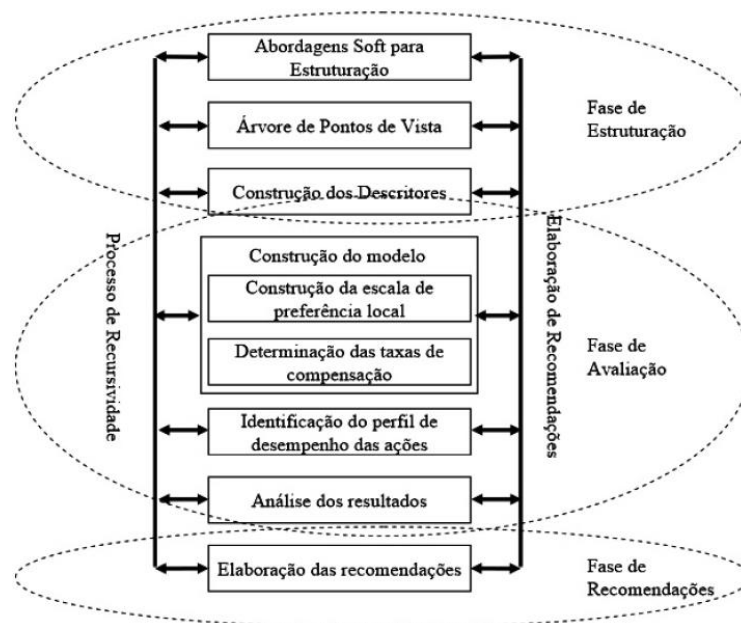 Abordagens Soft para
Estruturação
Árvore de Pontos de Vista
Fase de
Estruturação
Construção dos Descritores
Processo de Recursividade
Elaboração de Recomendações
Construção do modelo
Construção da escala de
preferência local
Determinação das taxas de
compensação
Fase de
Avaliação
Identificação do perfil de
desempenho das ações
Análise dos resultados
Elaboração das recomendações
Fase de
Recomendações